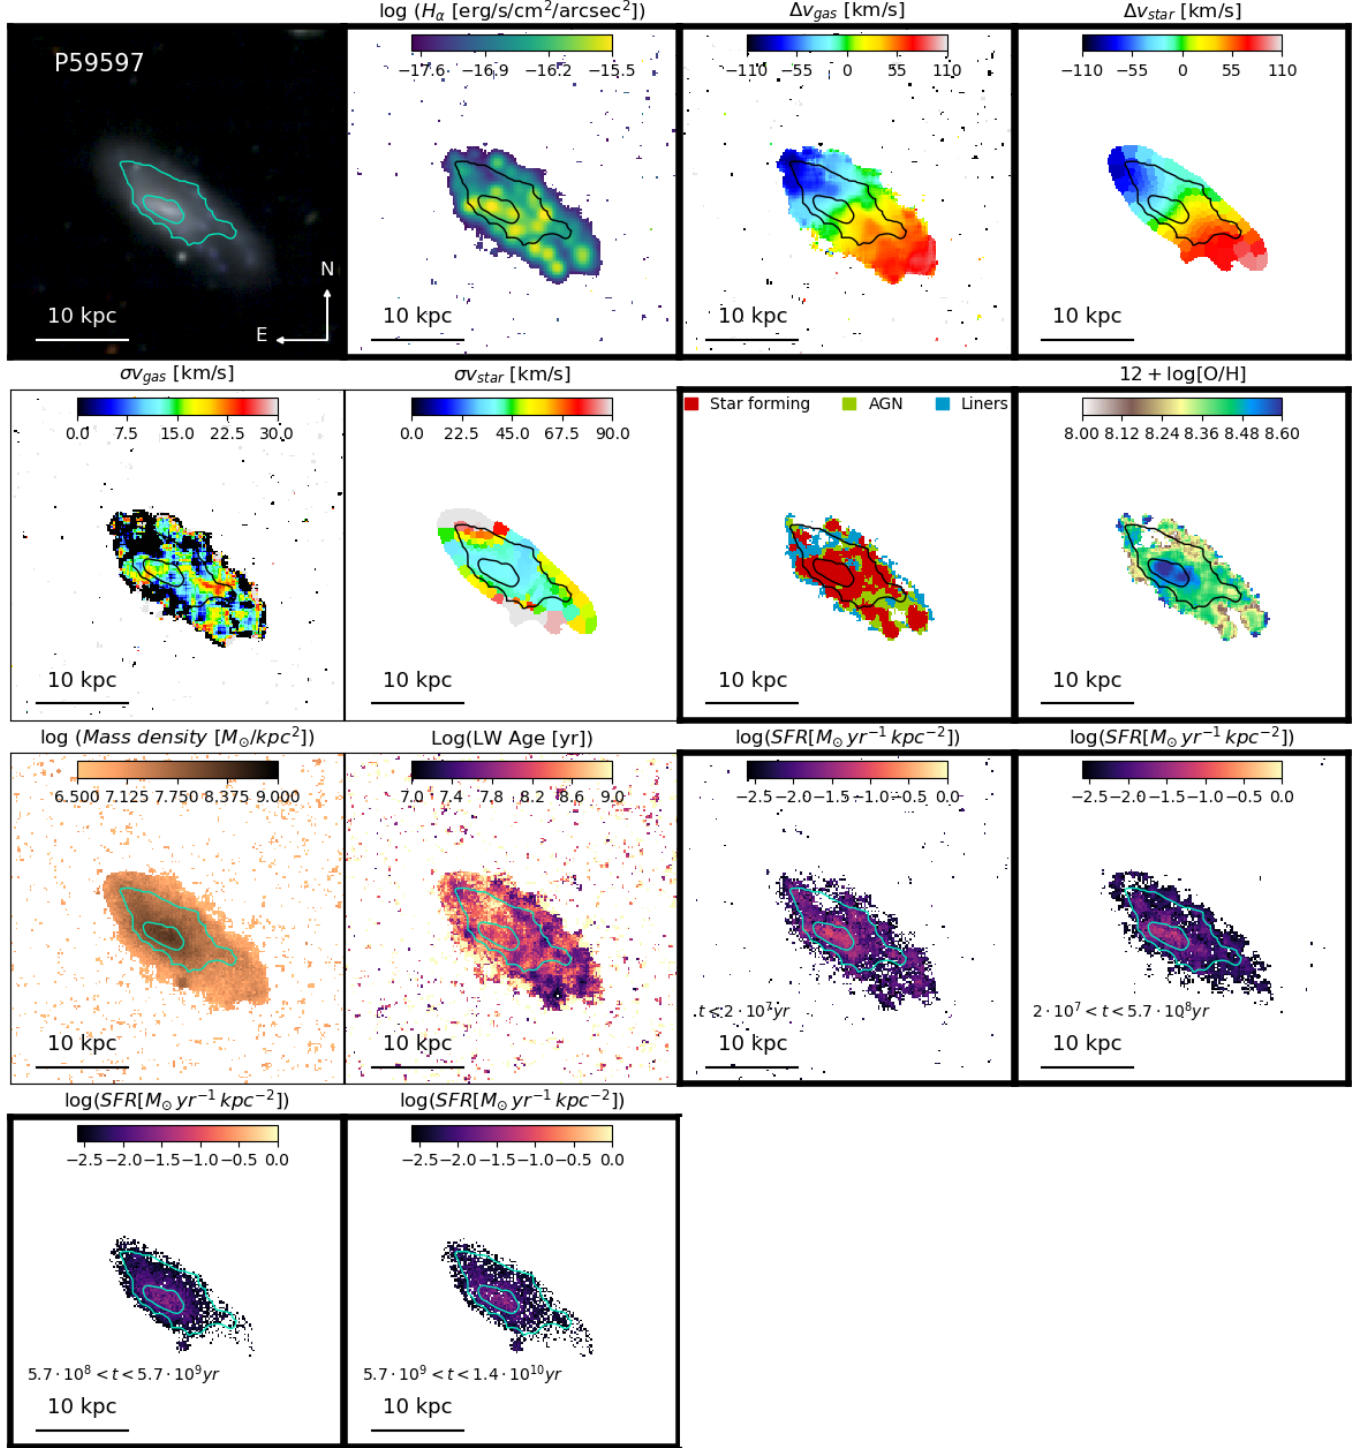 log (Hα [erg/s/cm²/arcsec²])
Δv_gas [km/s]
Δv_star [km/s]
P59597
−17.6 −16.9 −16.2 −15.5
−110 −55 0 55 110
−110 −55 0 55 110
N
E
10 kpc
10 kpc
10 kpc
10 kpc
σv_gas [km/s]
σv_star [km/s]
12 + log[O/H]
0.0 7.5 15.0 22.5 30.0
0.0 22.5 45.0 67.5 90.0
Star forming AGN Liners
8.00 8.12 8.24 8.36 8.48 8.60
10 kpc
10 kpc
10 kpc
10 kpc
log (Mass density [M⊙/kpc²])
Log(LW Age [yr])
log(SFR[M⊙ yr⁻¹ kpc⁻²])
log(SFR[M⊙ yr⁻¹ kpc⁻²])
6.500 7.125 7.750 8.375 9.000
7.0 7.4 7.8 8.2 8.6 9.0
−2.5 −2.0 −1.5 −1.0 −0.5 0.0
−2.5 −2.0 −1.5 −1.0 −0.5 0.0
t < 2 · 10⁷yr
2 · 10⁷ < t < 5.7 · 10⁸yr
10 kpc
10 kpc
10 kpc
10 kpc
log(SFR[M⊙ yr⁻¹ kpc⁻²])
log(SFR[M⊙ yr⁻¹ kpc⁻²])
−2.5 −2.0 −1.5 −1.0 −0.5 0.0
−2.5 −2.0 −1.5 −1.0 −0.5 0.0
5.7 · 10⁸ < t < 5.7 · 10⁹yr
5.7 · 10⁹ < t < 1.4 · 10¹⁰yr
10 kpc
10 kpc